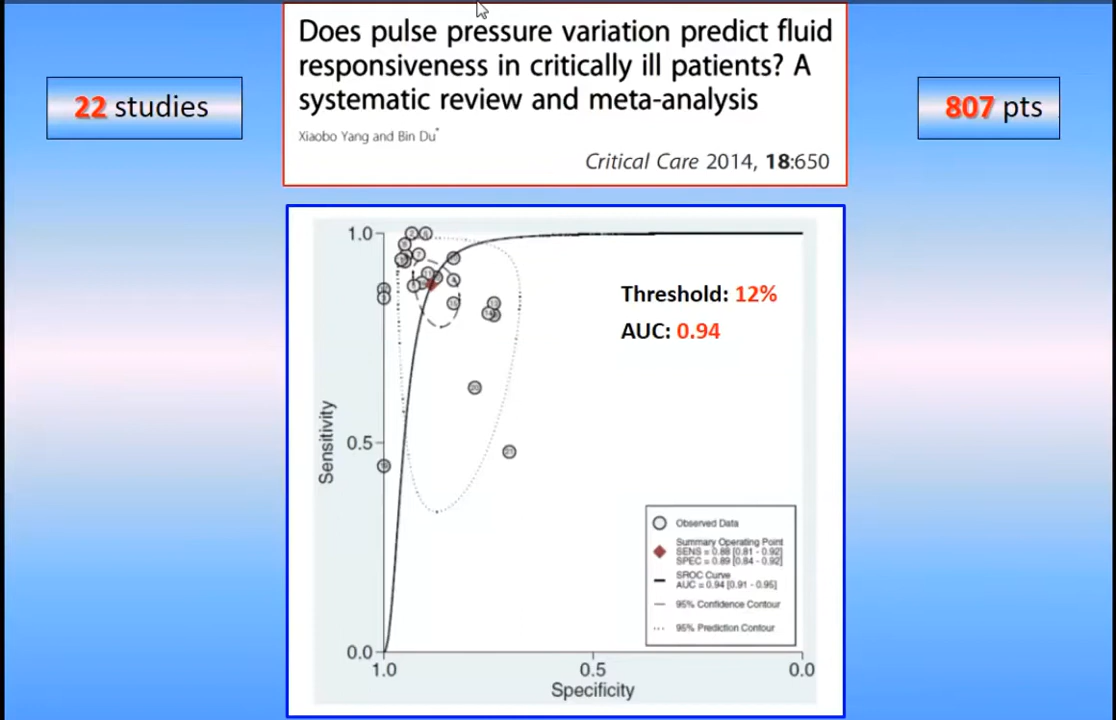 Does pulse pressure variation predict fluid
responsiveness in critically ill patients? A
systematic review and meta-analysis
Xiaobo Yang and Bin Du*
Critical Care 2014, 18:650
22 studies
807 pts
Threshold: 12%
AUC: 0.94
1.0
0.5
0.0
Sensitivity
1.0
0.5
0.0
Specificity
Observed Data
Summary Operating Point
SENS = 0.88 [0.81 - 0.92]
SPEC = 0.89 [0.84 - 0.92]
SROC Curve
AUC = 0.94 [0.91 - 0.95]
95% Confidence Contour
95% Prediction Contour